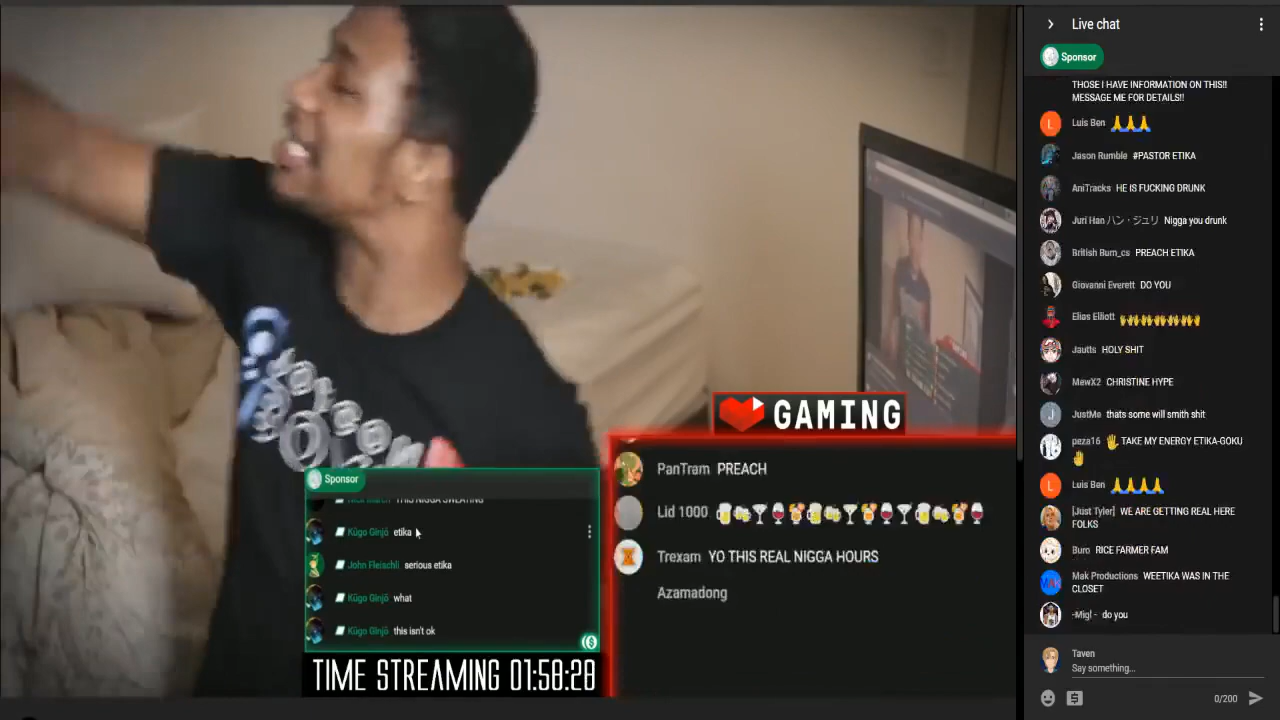 GAMING
PanTram PREACH
Lid 1000
Trexam YO THIS REAL NIGGA HOURS
Azamadong
Sponsor
THIS NIGGA SWEATING
Kūgo Ginjō etika
John Fleischli serious etika
Kūgo Ginjō what
Kūgo Ginjō this isn't ok
TIME STREAMING 01:58:28
Live chat
Sponsor
THOSE I HAVE INFORMATION ON THIS!!
MESSAGE ME FOR DETAILS!!
L Luis Ben
Jason Rumble #PASTOR ETIKA
AniTracks HE IS FUCKING DRUNK
Juri Han ハン・ジュリ Nigga you drunk
British Bum_cs PREACH ETIKA
Giovanni Everett DO YOU
Elias Elliott
Jautts HOLY SHIT
MewX2 CHRISTINE HYPE
J JustMe thats some will smith shit
peza16 TAKE MY ENERGY ETIKA-GOKU
L Luis Ben
[Just Tyler] WE ARE GETTING REAL HERE
FOLKS
Buro RICE FARMER FAM
Mak Productions WEETIKA WAS IN THE
CLOSET
-Migl - do you
Taven
Say something...
0/200